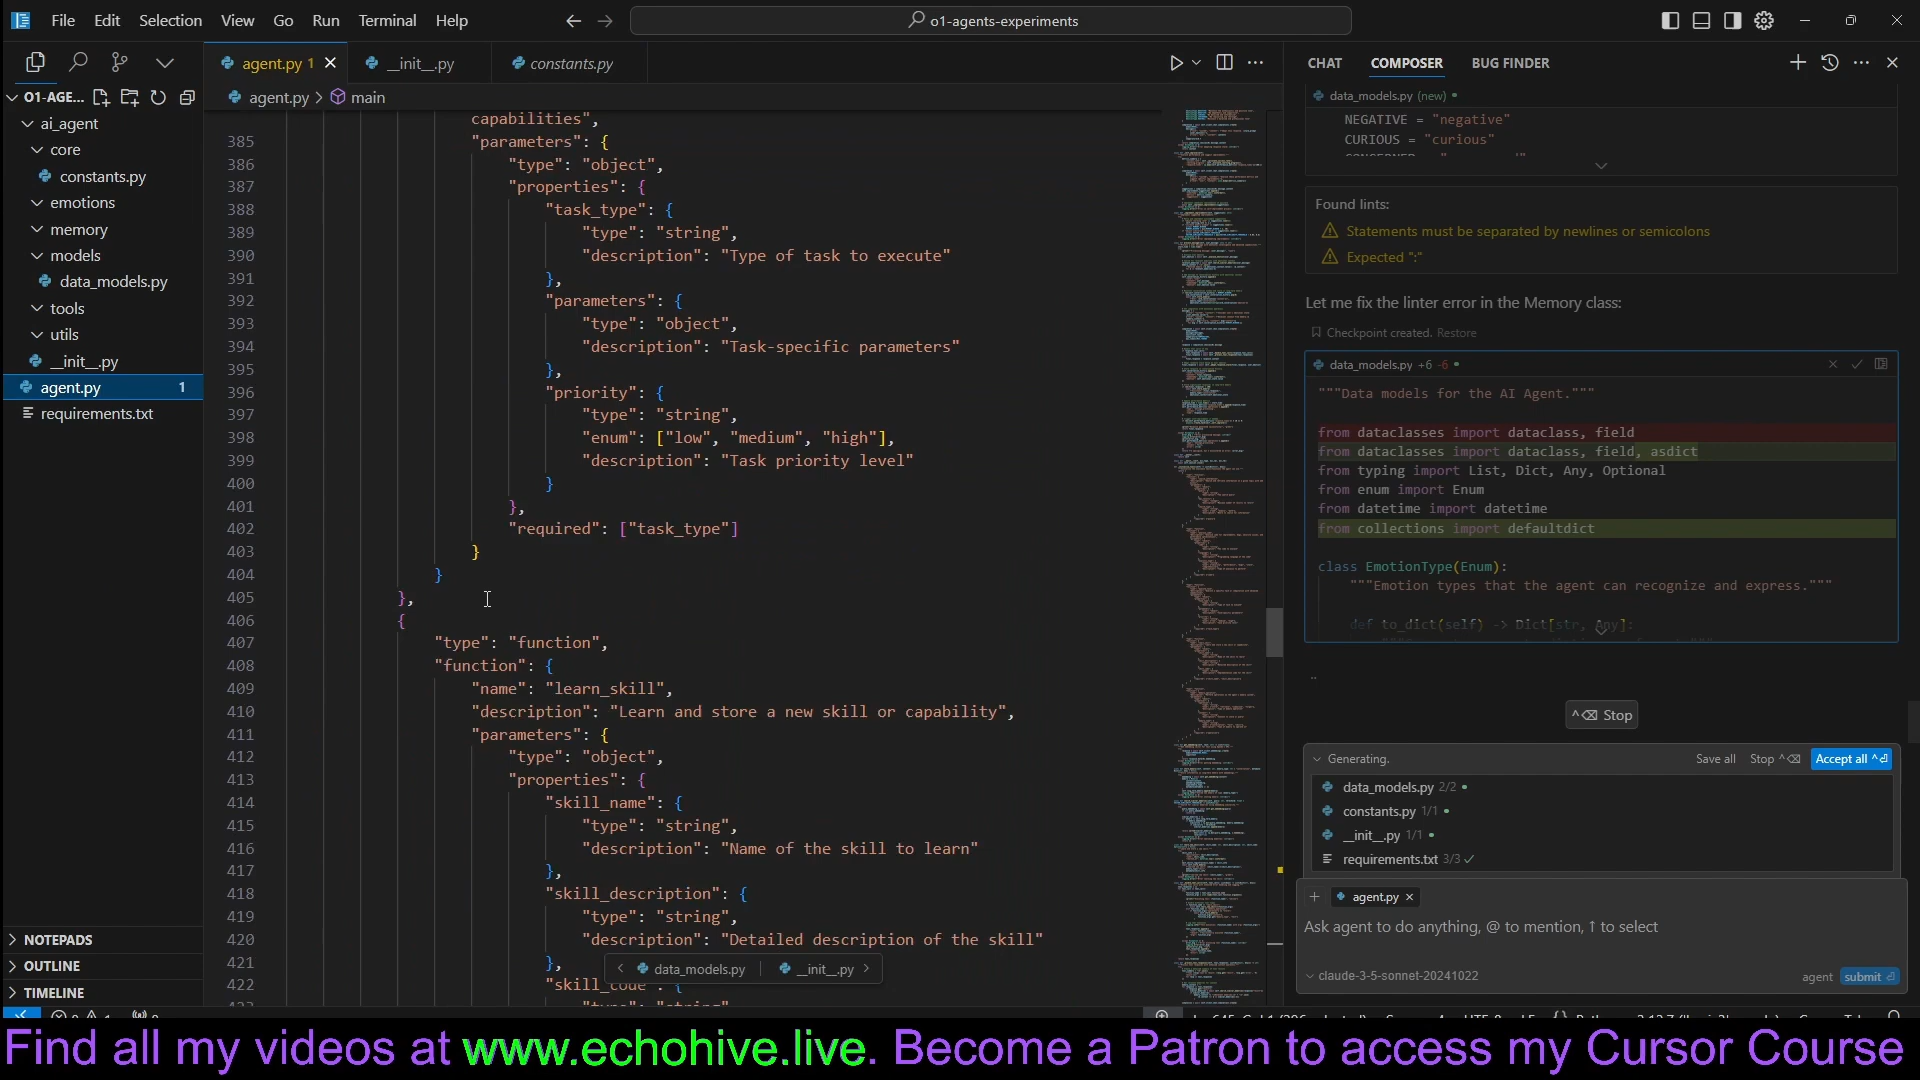 File Edit Selection View Go Run Terminal Help
o1-agents-experiments
agent.py 1
__init__.py
constants.py
agent.py > main
O1-AGE...
ai_agent
core
constants.py
emotions
memory
models
data_models.py
tools
utils
__init__.py
agent.py 1
requirements.txt
NOTEPADS
OUTLINE
TIMELINE
capabilities",
385 "parameters": {
386 "type": "object",
387 "properties": {
388 "task_type": {
389 "type": "string",
390 "description": "Type of task to execute"
391 },
392 "parameters": {
393 "type": "object",
394 "description": "Task-specific parameters"
395 },
396 "priority": {
397 "type": "string",
398 "enum": ["low", "medium", "high"],
399 "description": "Task priority level"
400 }
401 },
402 "required": ["task_type"]
403 }
404 }
405 },
406 {
407 "type": "function",
408 "function": {
409 "name": "learn_skill",
410 "description": "Learn and store a new skill or capability",
411 "parameters": {
412 "type": "object",
413 "properties": {
414 "skill_name": {
415 "type": "string",
416 "description": "Name of the skill to learn"
417 },
418 "skill_description": {
419 "type": "string",
420 "description": "Detailed description of the skill"
421 },
422 "skill_code": {
data_models.py
__init__.py
CHAT COMPOSER BUG FINDER
data_models.py (new)
NEGATIVE = "negative"
CURIOUS = "curious"
Found lints:
Statements must be separated by newlines or semicolons
Expected ":"
Let me fix the linter error in the Memory class:
Checkpoint created. Restore
data_models.py +6 -6
"""Data models for the AI Agent."""
from dataclasses import dataclass, field
from dataclasses import dataclass, field, asdict
from typing import List, Dict, Any, Optional
from enum import Enum
from datetime import datetime
from collections import defaultdict
class EmotionType(Enum):
"""Emotion types that the agent can recognize and express."""
def to_dict(self) -> Dict[str, Any]:
..
^⌫ Stop
Generating. Save all Stop ^⌫ Accept all ^⏎
data_models.py 2/2
constants.py 1/1
__init__.py 1/1
requirements.txt 3/3 ✓
+ agent.py ×
Ask agent to do anything, @ to mention, ↑ to select
claude-3-5-sonnet-20241022
agent submit ⏎
Find all my videos at www.echohive.live. Become a Patron to access my Cursor Course